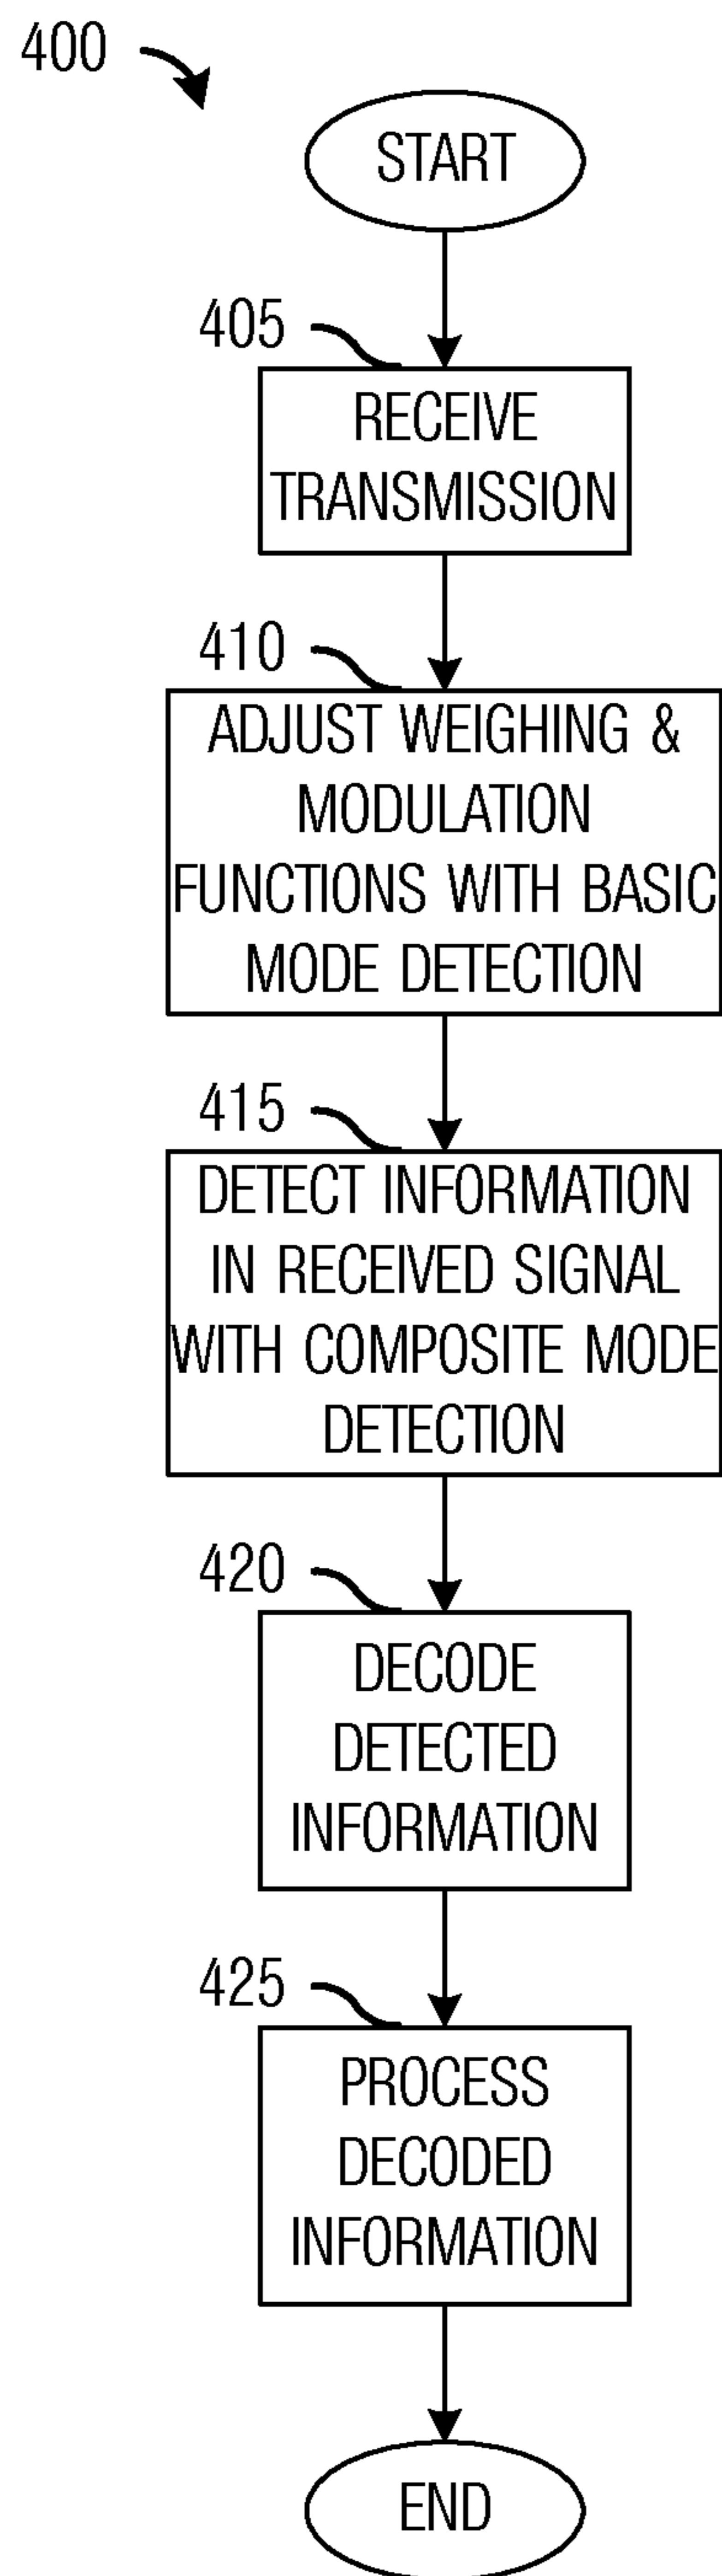 400
START
405
RECEIVE
TRANSMISSION
410
ADJUST WEIGHING &
MODULATION
FUNCTIONS WITH BASIC
MODE DETECTION
415
DETECT INFORMATION
IN RECEIVED SIGNAL
WITH COMPOSITE MODE
DETECTION
420
DECODE
DETECTED
INFORMATION
425
PROCESS
DECODED
INFORMATION
END